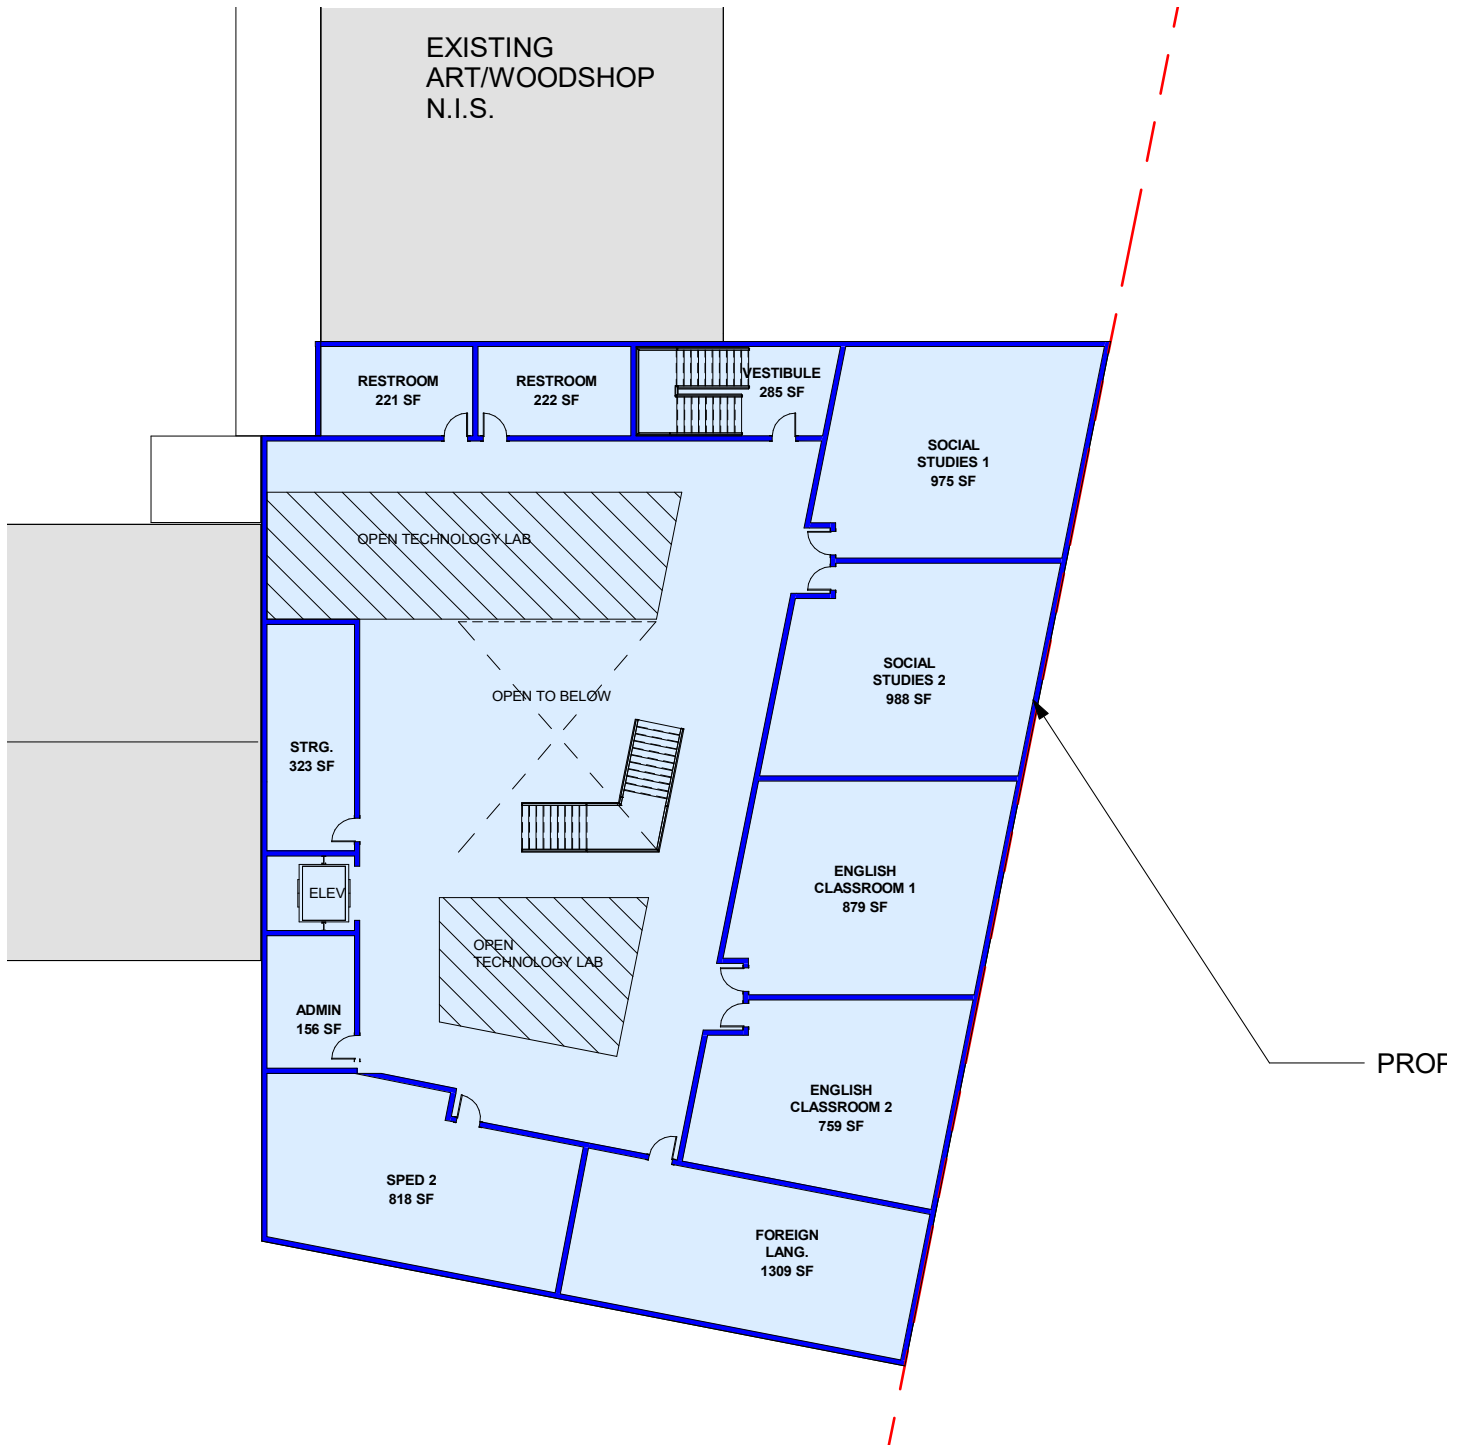 EXISTING
ART/WOODSHOP
N.I.S.
RESTROOM
221 SF
RESTROOM
222 SF
VESTIBULE
285 SF
SOCIAL
STUDIES 1
975 SF
OPEN TECHNOLOGY LAB
SOCIAL
STUDIES 2
988 SF
OPEN TO BELOW
STRG.
323 SF
ENGLISH
CLASSROOM 1
879 SF
ELEV
OPEN
TECHNOLOGY LAB
ADMIN
156 SF
PROP
ENGLISH
CLASSROOM 2
759 SF
SPED 2
818 SF
FOREIGN
LANG.
1309 SF